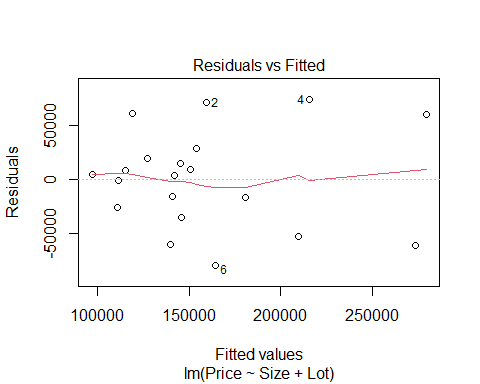 Residuals vs Fitted
Residuals
50000
0
-50000
2
4
6
100000
150000
200000
250000
Fitted values
lm(Price ~ Size + Lot)